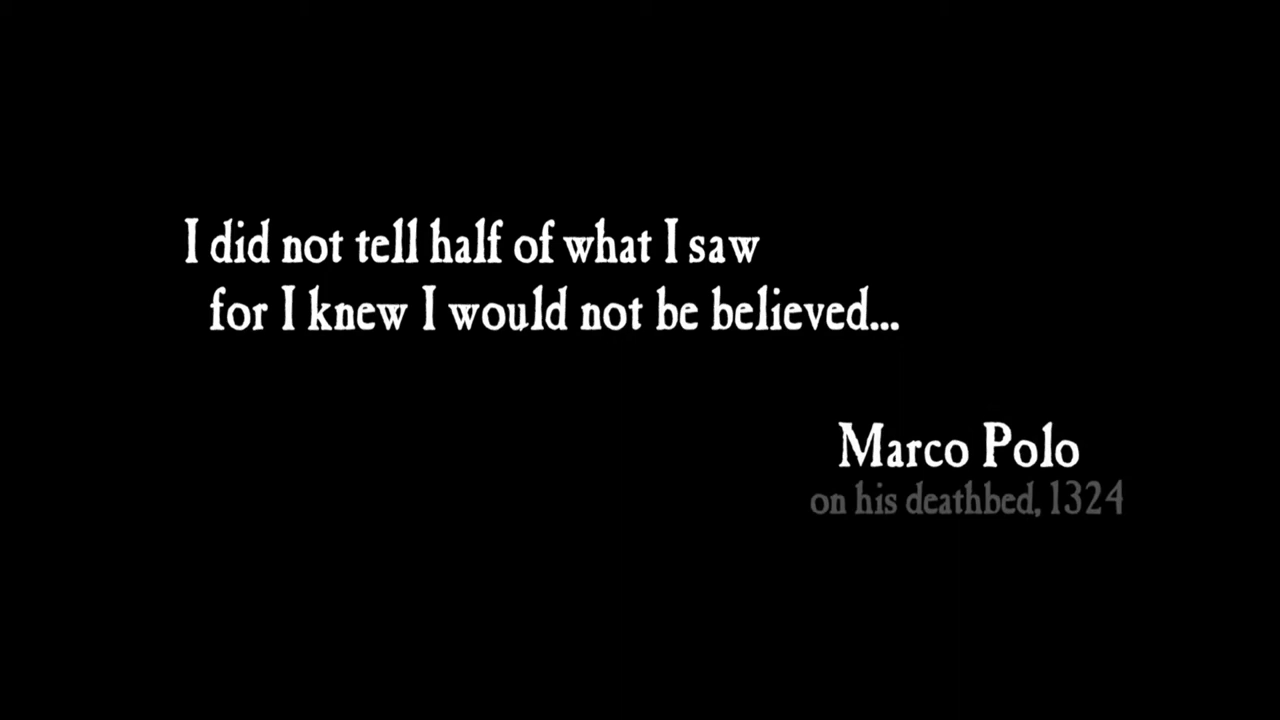 I did not tell half of what I saw
for I knew I would not be believed...
Marco Polo
on his deathbed, 1324